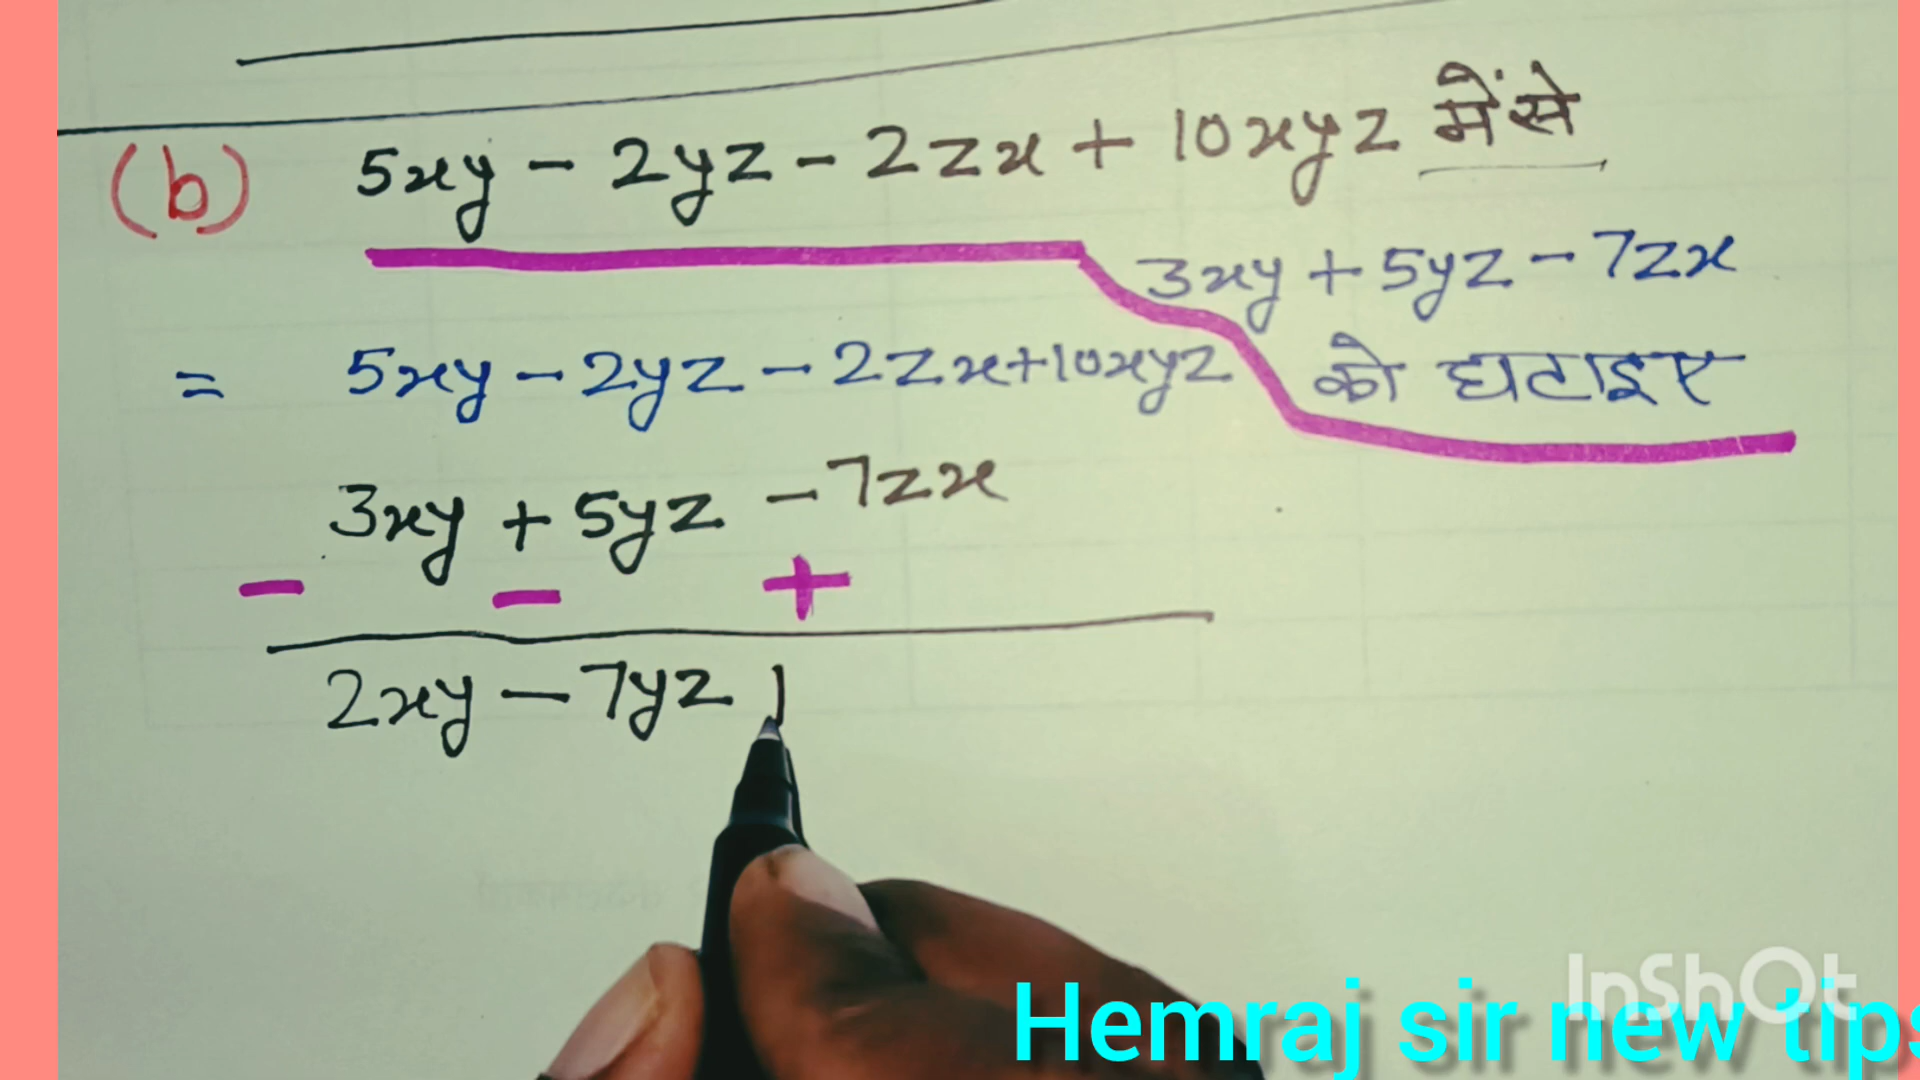 (b) 5xy - 2yz - 2zx + 10xyz में से
3xy + 5yz - 7zx
= 5xy - 2yz - 2zx + 10xyz को घटाइए
3xy + 5yz - 7zx
- - +
2xy - 7yz
InShOt
Hemraj sir new tips